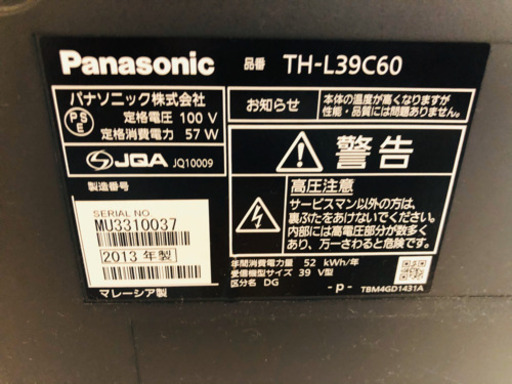 Panasonic
品番 TH-L39C60
パナソニック株式会社
定格電圧 100 V
定格消費電力 57 W
PSE
JQA JQ10009
製造番号
SERIAL NO
MU3310037
2013 年製
マレーシア製
お知らせ
本体の温度が高くなりますが
性能・品質には問題ありません。
警告
高圧注意
サービスマン以外の方は、
裏ぶたをあけないでください。
内部には高電圧部分が数多く
あり、万一さわると危険です。
年間消費電力量 52 kWh/年
受信機型サイズ 39 V型
区分名 DG
-p-
TBM4GD1431A